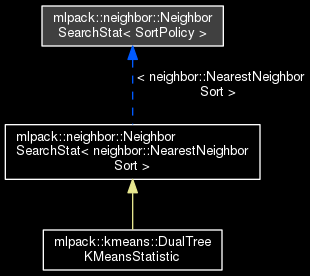 mlpack::neighbor::Neighbor
SearchStat< SortPolicy >
< neighbor::NearestNeighbor
Sort >
mlpack::neighbor::Neighbor
SearchStat< neighbor::NearestNeighbor
Sort >
mlpack::kmeans::DualTree
KMeansStatistic